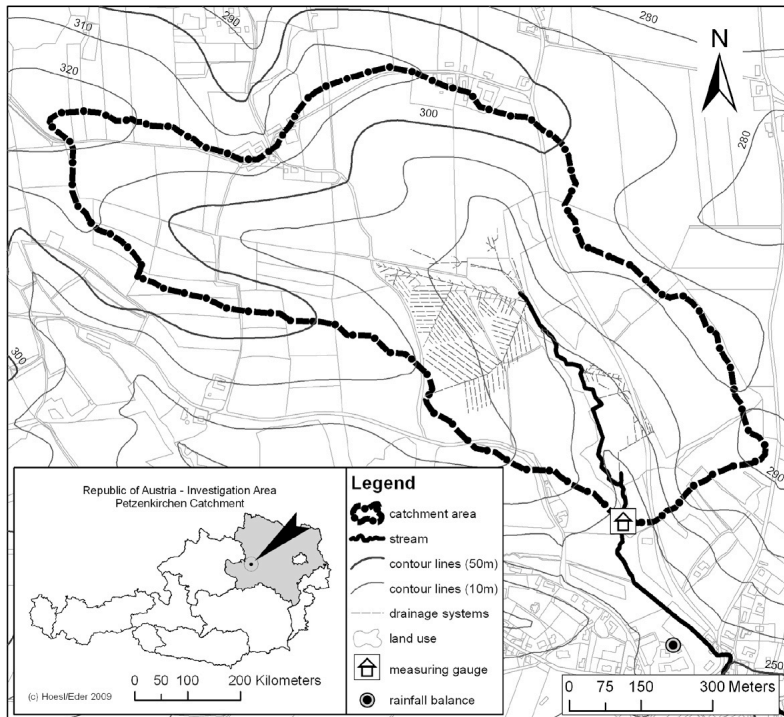 290
280
310
N
320
300
280
290
300
Republic of Austria - Investigation Area
Petzenkirchen Catchment
0 50 100 200 Kilometers
(c) Hoesl/Eder 2009
Legend
catchment area
stream
contour lines (50m)
contour lines (10m)
drainage systems
land use
measuring gauge
rainfall balance
250
0 75 150 300 Meters